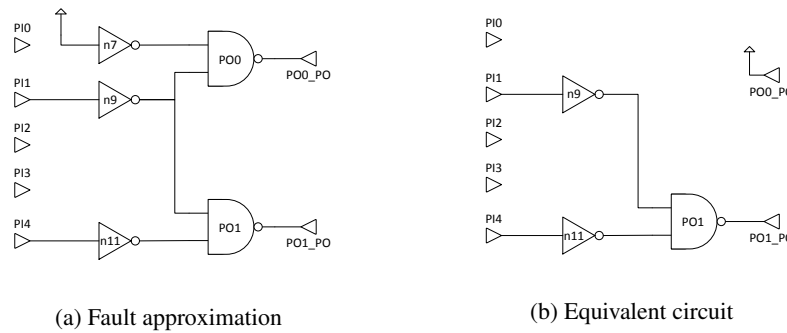 PI0
n7
PO0
PO0_PO
PI1
n9
PI2
PI3
PI4
n11
PO1
PO1_PO
(a) Fault approximation
PI0
PO0_PO
PI1
n9
PI2
PI3
PI4
n11
PO1
PO1_PO
(b) Equivalent circuit